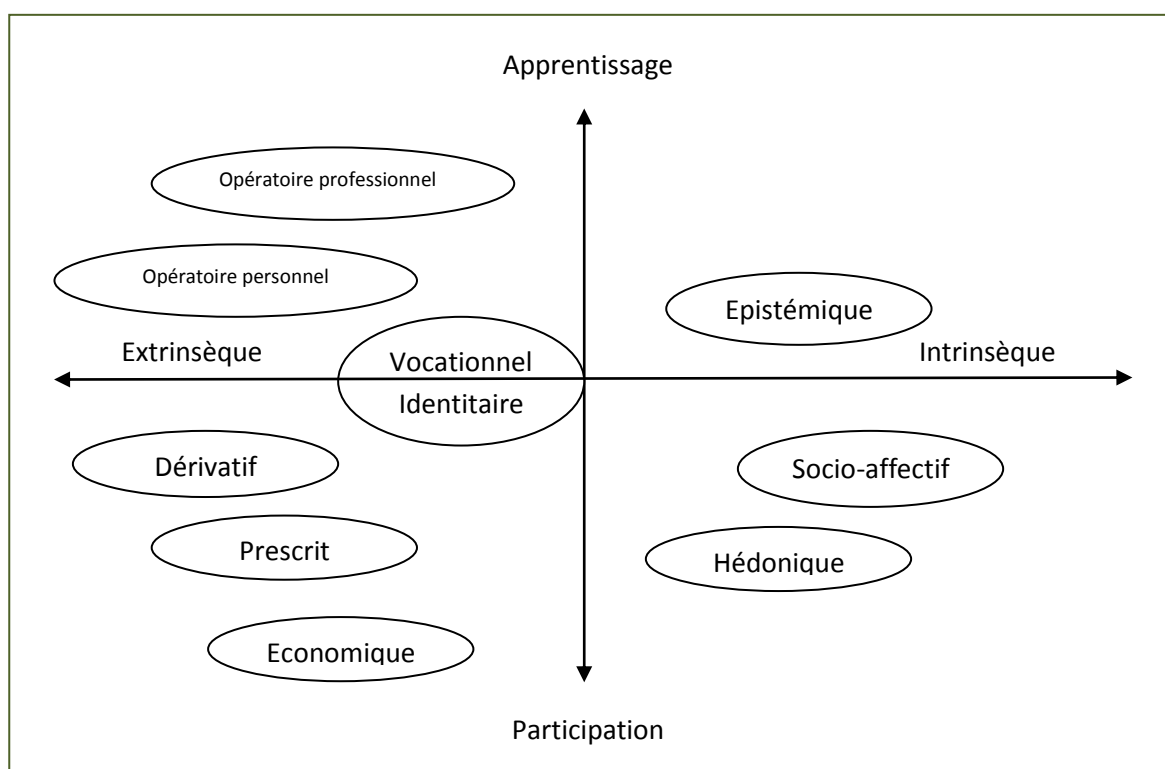 Apprentissage
Opératoire professionnel
Opératoire personnel
Epistémique
Extrinsèque
Vocationnel
Intrinsèque
Identitaire
Dérivatif
Socio-affectif
Prescrit
Hédonique
Economique
Participation